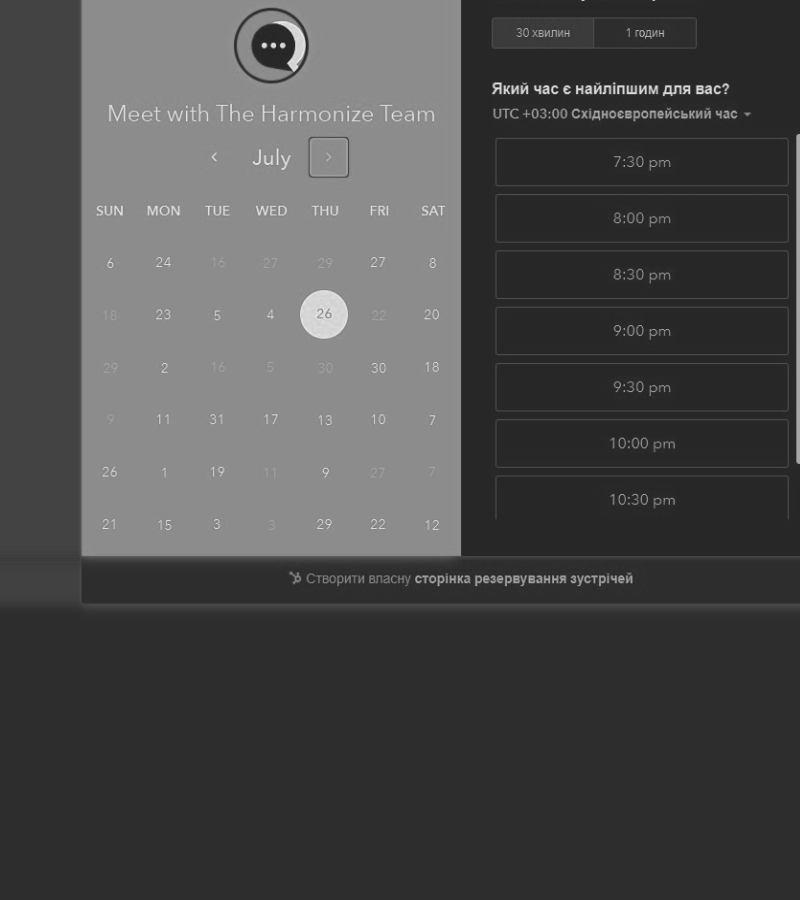 Meet with The Harmonize Team
July
SUN MON TUE WED THU FRI SAT
6 24 16 27 29 27 8
18 23 5 4 26 22 20
29 2 16 5 30 30 18
9 11 31 17 13 10 7
26 1 19 11 9 27 7
21 15 3 3 29 22 12
30 хвилин 1 годин
Який час є найліпшим для вас?
UTC +03:00 Східноєвропейський час
7:30 pm
8:00 pm
8:30 pm
9:00 pm
9:30 pm
10:00 pm
10:30 pm
Створити власну сторінка резервування зустрічей